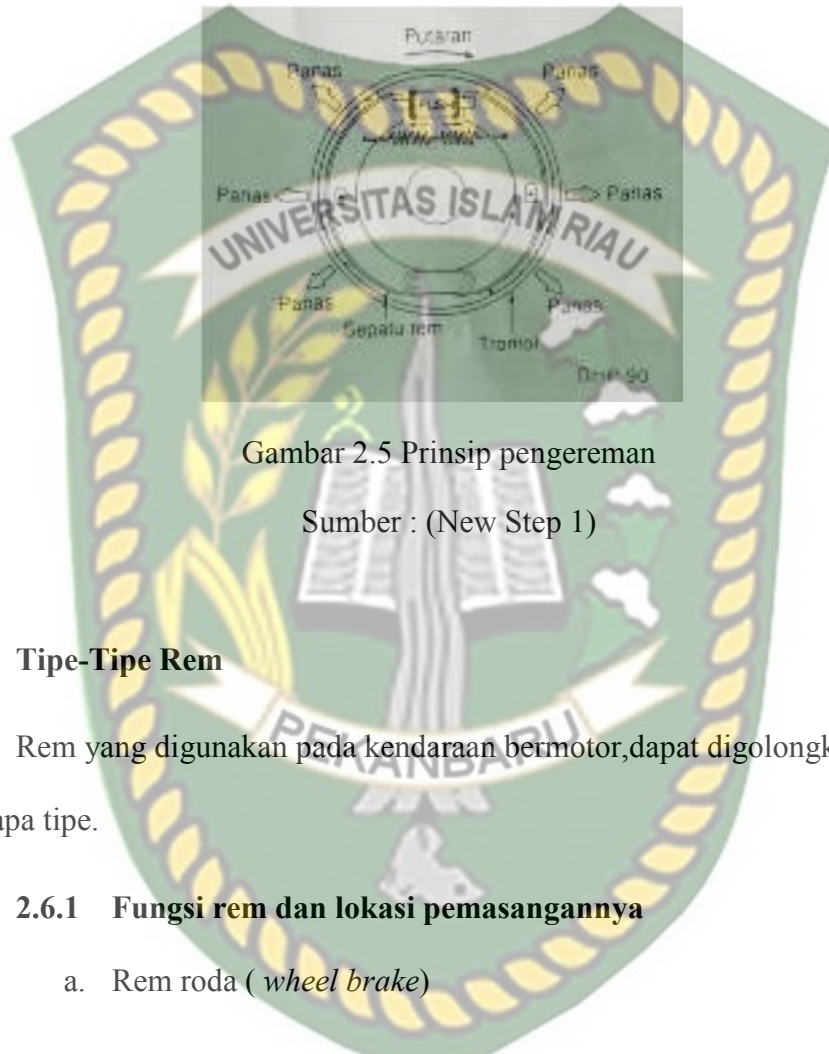 Putaran
Panas Panas
Panas Panas
UNIVERSITAS ISLAM RIAU
Panas Panas
Sepatu rem Tromol
Gambar 2.5 Prinsip pengereman
Sumber : (New Step 1)
Tipe-Tipe Rem
Rem yang digunakan pada kendaraan bermotor,dapat digolongk
apa tipe.
PEKANBARU
2.6.1 Fungsi rem dan lokasi pemasangannya
a. Rem roda ( wheel brake)